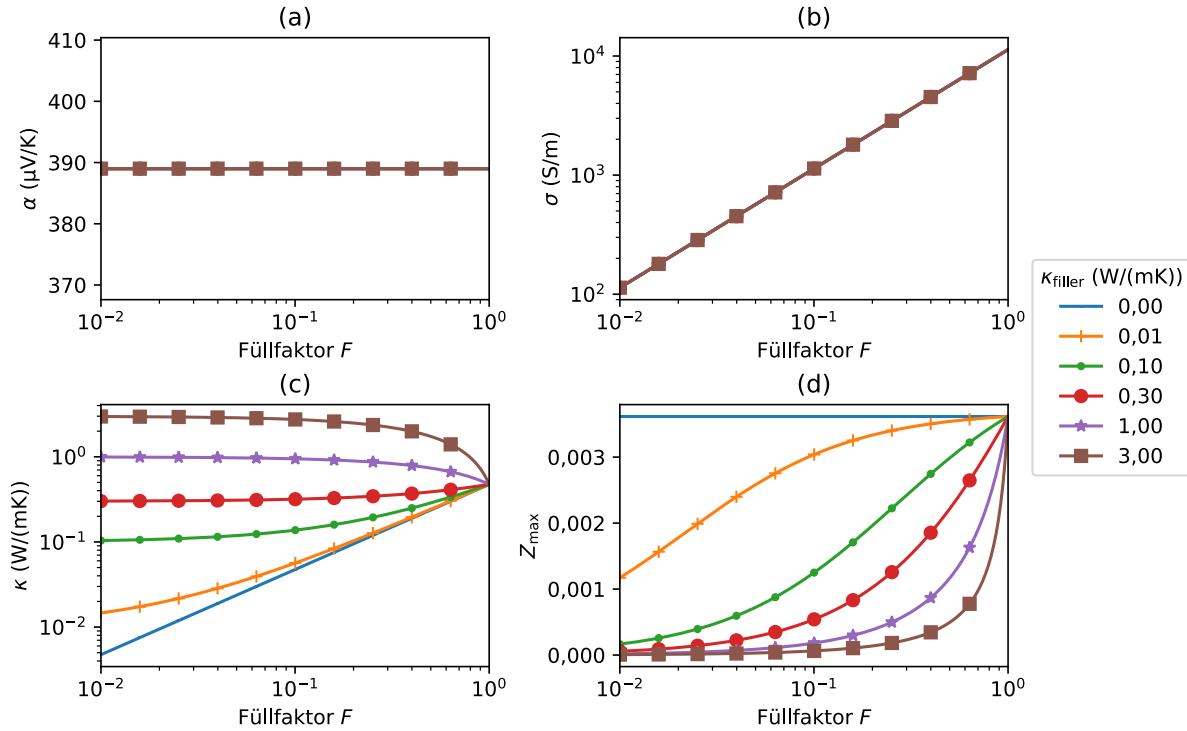 (a)
α (µV/K)
410
400
390
380
370
10⁻²
10⁻¹
10⁰
Füllfaktor F
(b)
σ (S/m)
10⁴
10³
10²
10⁻²
10⁻¹
10⁰
Füllfaktor F
κfiller (W/(mK))
0,00
0,01
0,10
0,30
1,00
3,00
(c)
κ (W/(mK))
10⁰
10⁻¹
10⁻²
10⁻²
10⁻¹
10⁰
Füllfaktor F
(d)
Zmax
0,003
0,002
0,001
0,000
10⁻²
10⁻¹
10⁰
Füllfaktor F